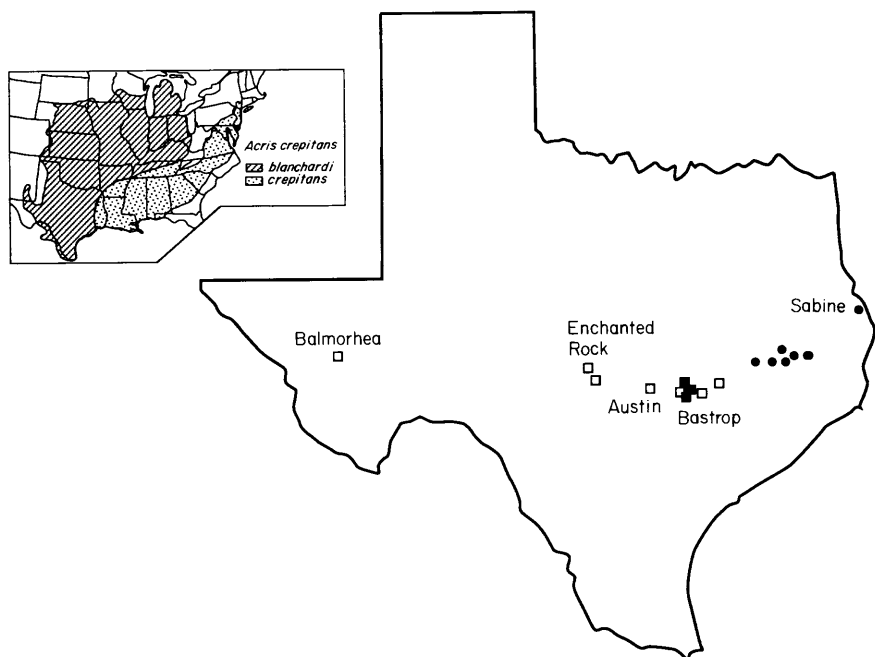 Acris crepitans
blanchardi
crepitans
Sabine
Enchanted
Rock
Balmorhea
Austin
Bastrop